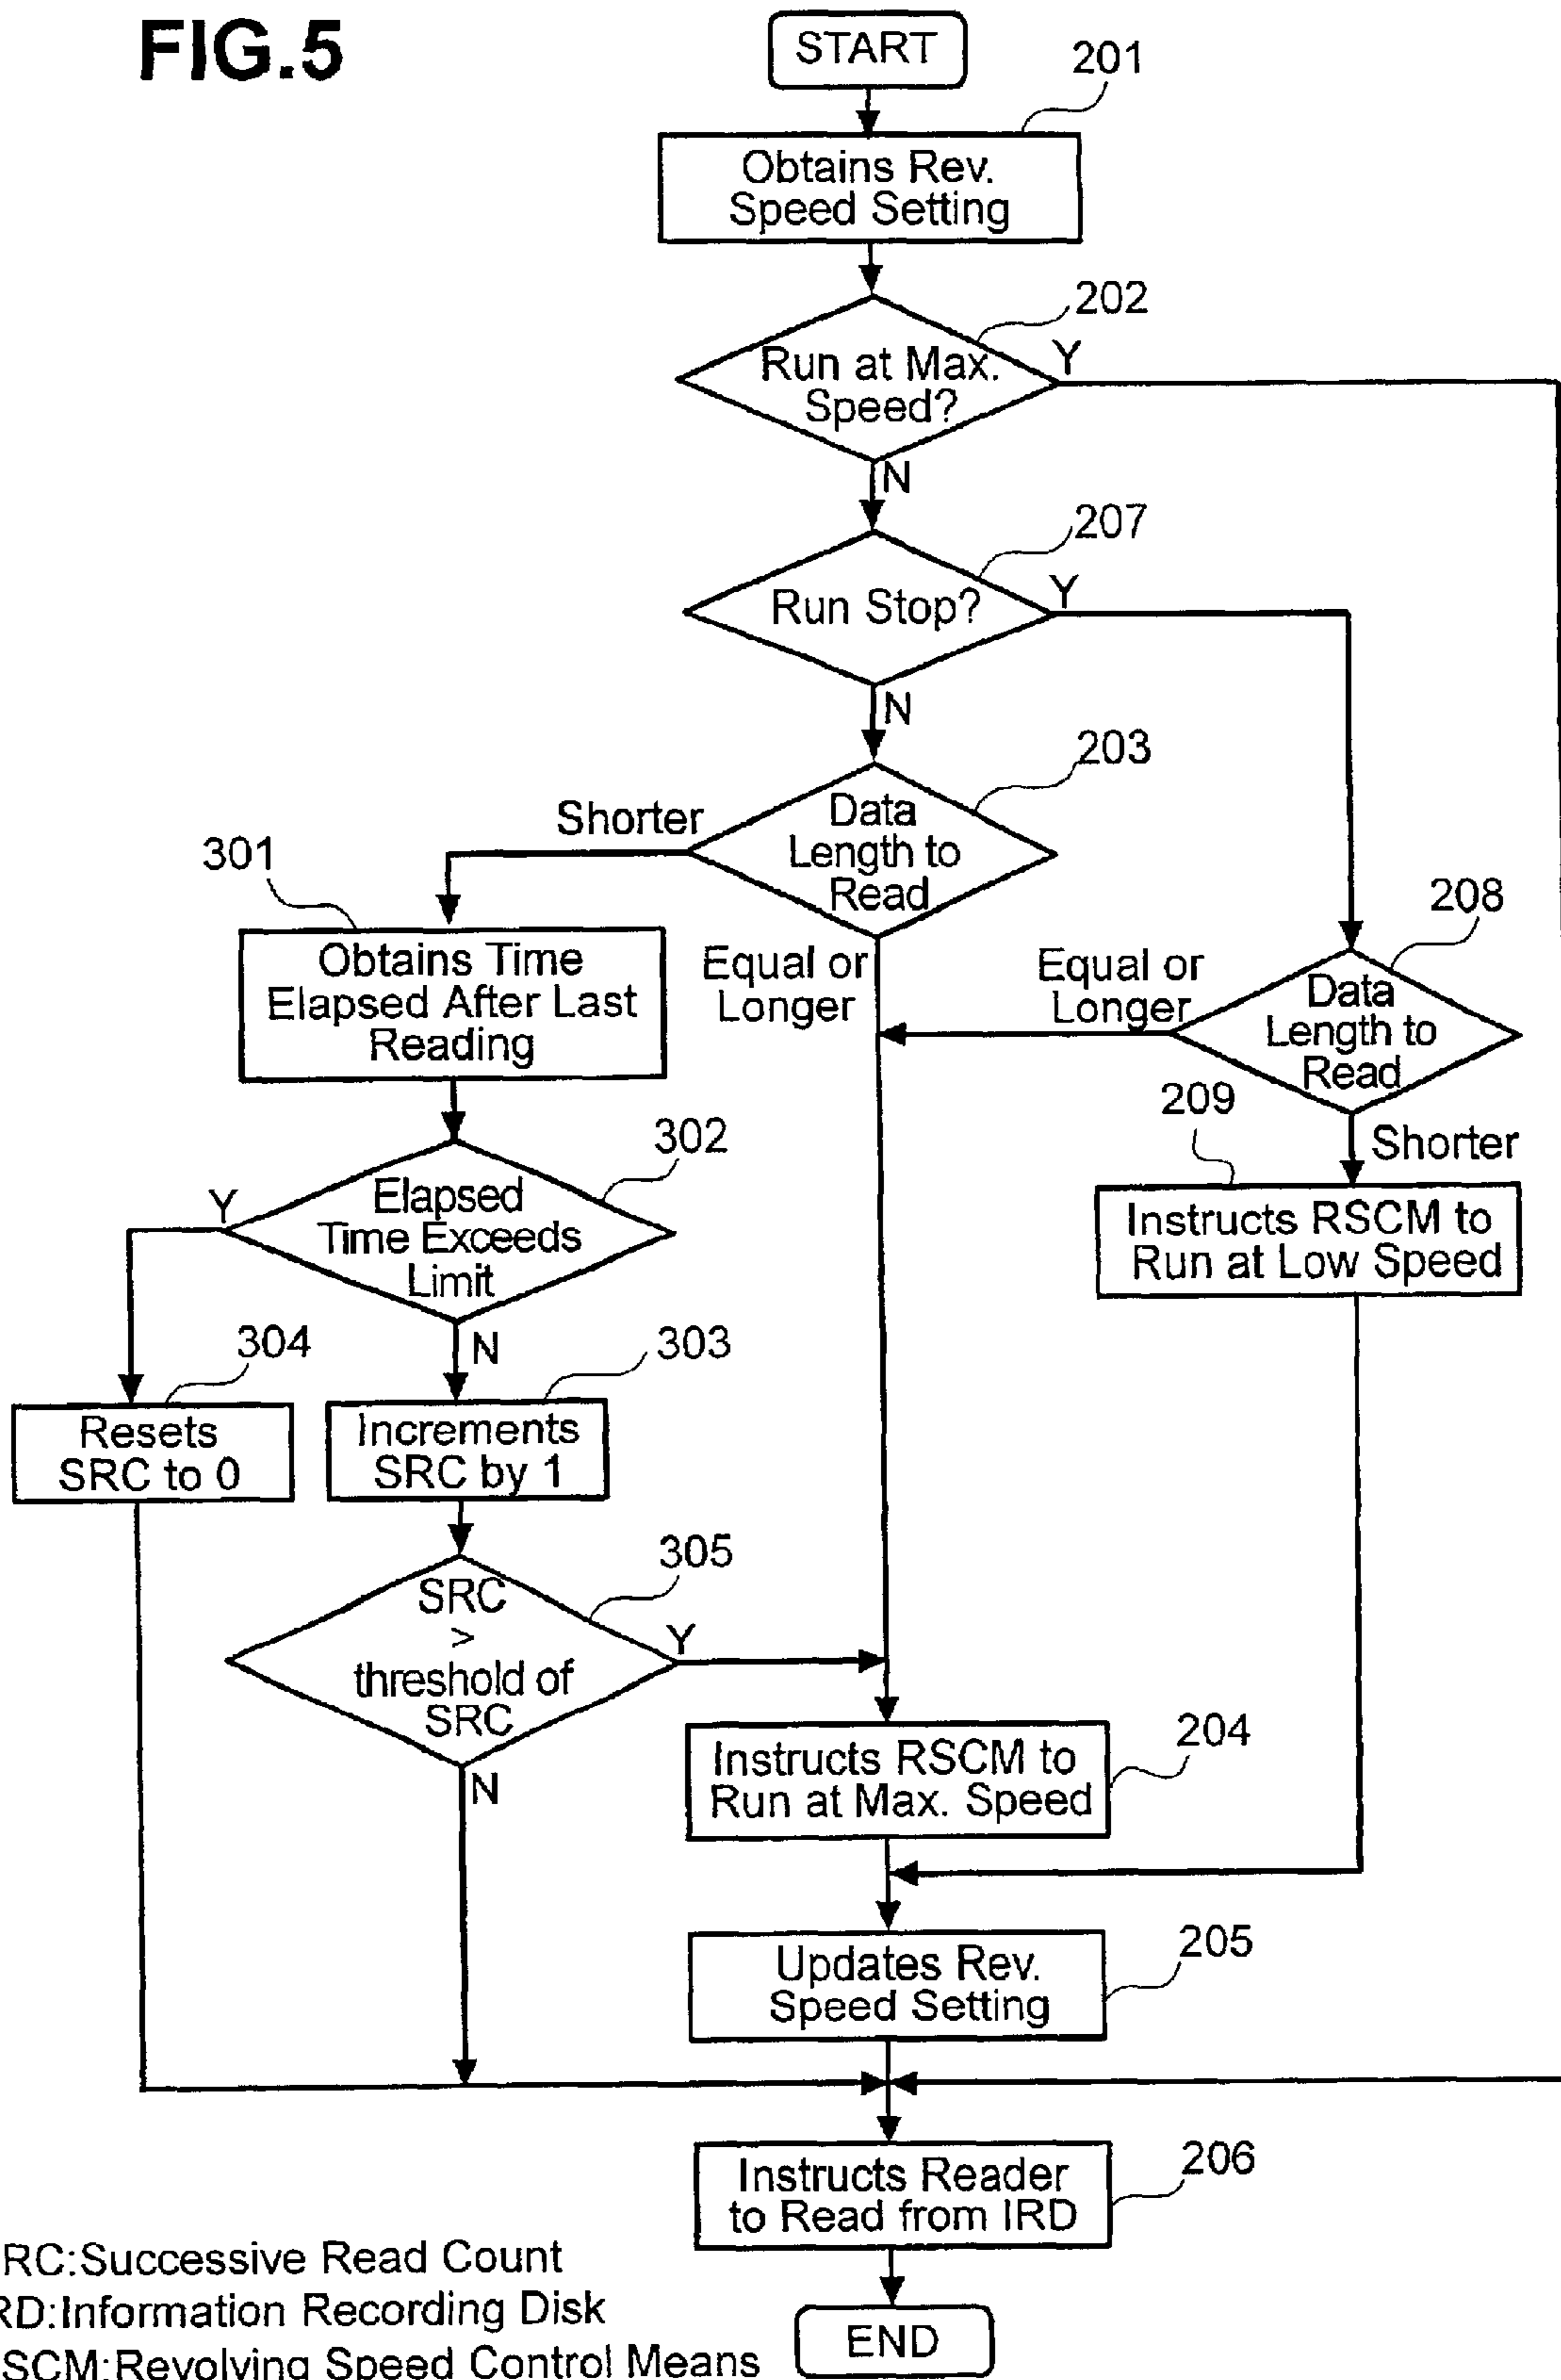 FIG.5
START
201
Obtains Rev.
Speed Setting
202
Run at Max.
Speed?
Y
N
207
Run Stop?
Y
N
203
Data
Length to
Read
Shorter
Equal or
Longer
301
Obtains Time
Elapsed After Last
Reading
208
Data
Length to
Read
Equal or
Longer
Shorter
209
Instructs RSCM to
Run at Low Speed
302
Elapsed
Time Exceeds
Limit
Y
N
304
Resets
SRC to 0
303
Increments
SRC by 1
305
SRC
>
threshold of
SRC
Y
N
204
Instructs RSCM to
Run at Max. Speed
205
Updates Rev.
Speed Setting
206
Instructs Reader
to Read from IRD
END
RC:Successive Read Count
RD:Information Recording Disk
SCM:Revolving Speed Control Means